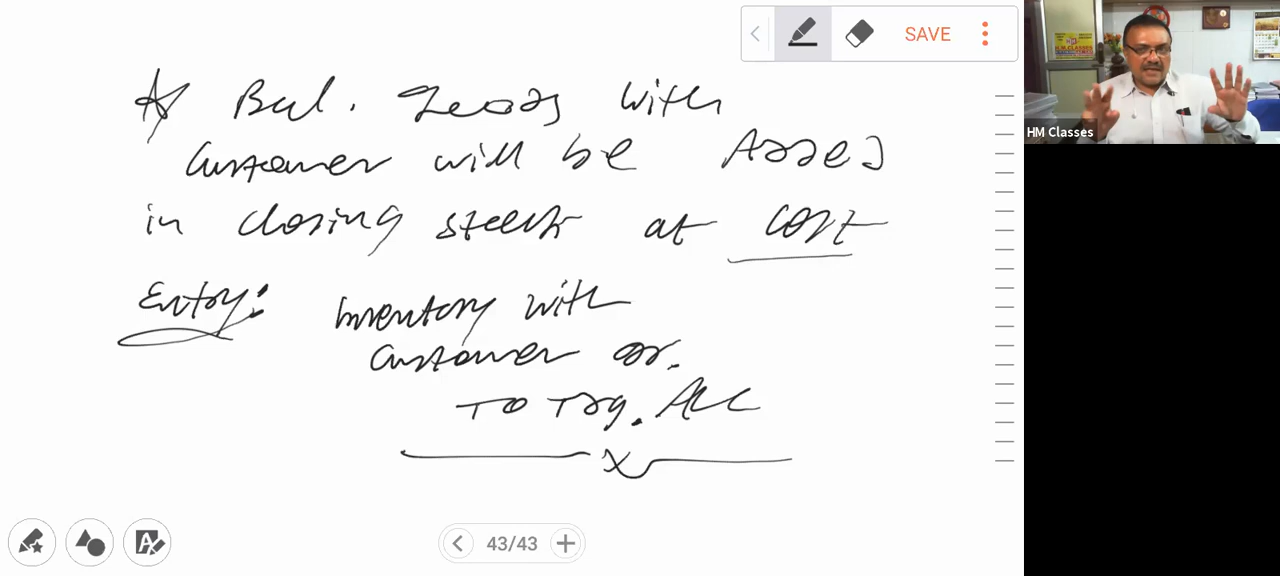 SAVE
☆ Bal. goods with
customer will be Added
in closing stock at cost
Entry: Inventory with
customer Dr.
To Trg. A/c
x
43/43
HM Classes
H.M.CLASSES